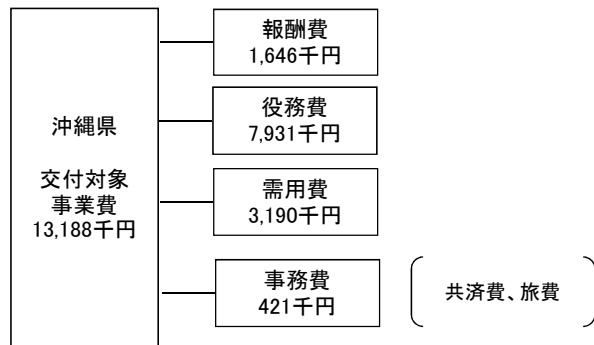 沖縄県
交付対象
事業費
13,188千円
報酬費
1,646千円
役務費
7,931千円
需用費
3,190千円
事務費
421千円
共済費、旅費